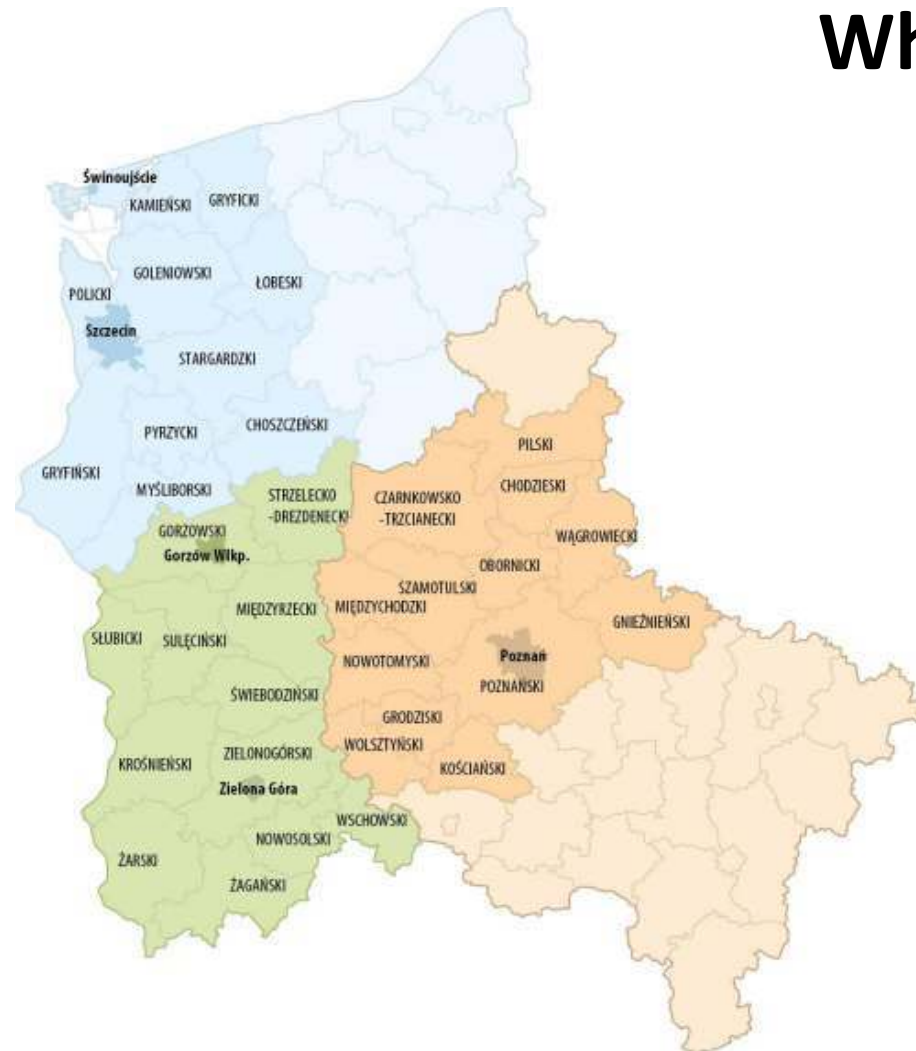 Wh
Świnoujście
KAMIEŃSKI
GRYFICKI
GOLENIOWSKI
ŁOBESKI
POLICKI
Szczecin
STARGARDZKI
CHOSZCZEŃSKI
PYRZYCKI
GRYFIŃSKI
MYŚLIBORSKI
STRZELECKO
-DREZDENECKI
GORZOWSKI
Gorzów Wlkp.
PILSKI
CHODZIESKI
CZARNKOWSKO
-TRZCIANECKI
WĄGROWIECKI
OBORNICKI
SZAMOTULSKI
MIĘDZYRZECKI
MIĘDZYCHODZKI
GNIEŹNIEŃSKI
SŁUBICKI
SULĘCIŃSKI
NOWOTOMYSKI
Poznań
POZNAŃSKI
ŚWIEBODZIŃSKI
GRODZISKI
WOLSZTYŃSKI
KOŚCIAŃSKI
KROŚNIEŃSKI
ZIELONOGÓRSKI
Zielona Góra
WSCHOWSKI
NOWOSOLSKI
ŻARSKI
ŻAGAŃSKI